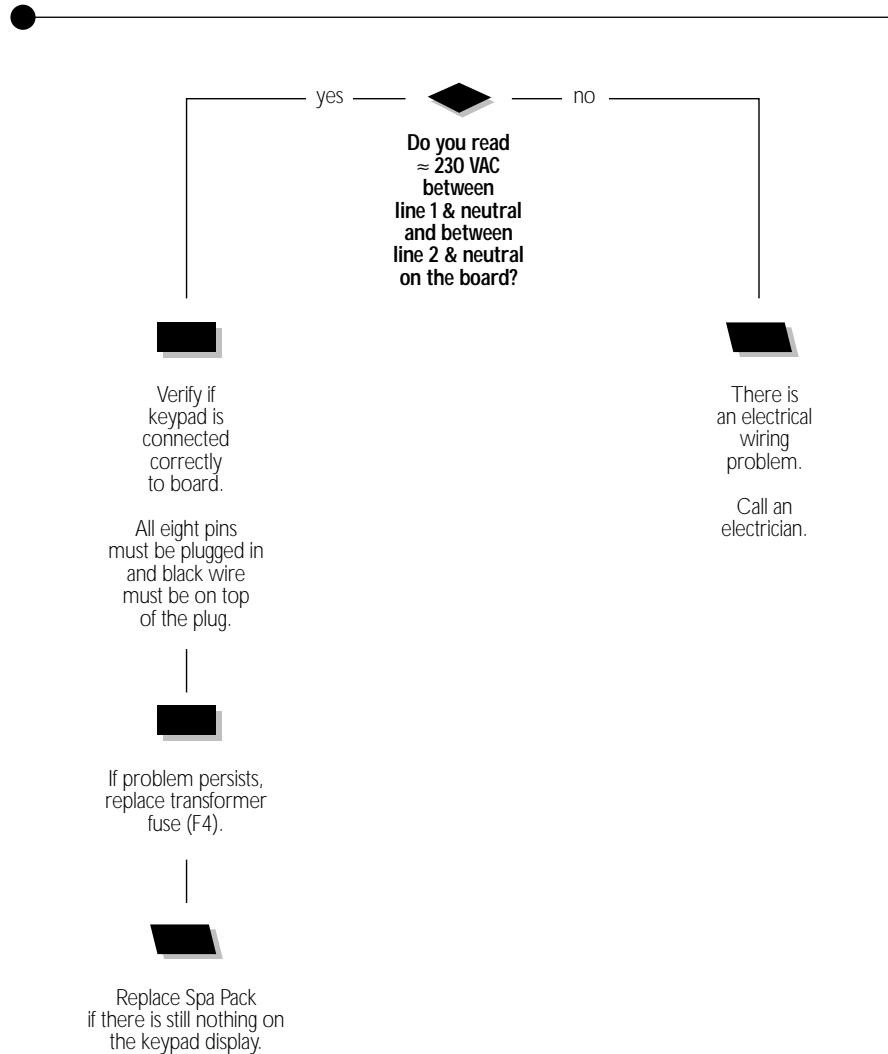 yes
no
Do you read
≈ 230 VAC
between
line 1 & neutral
and between
line 2 & neutral
on the board?
Verify if
keypad is
connected
correctly
to board.
All eight pins
must be plugged in
and black wire
must be on top
of the plug.
If problem persists,
replace transformer
fuse (F4).
Replace Spa Pack
if there is still nothing on
the keypad display.
There is
an electrical
wiring
problem.
Call an
electrician.